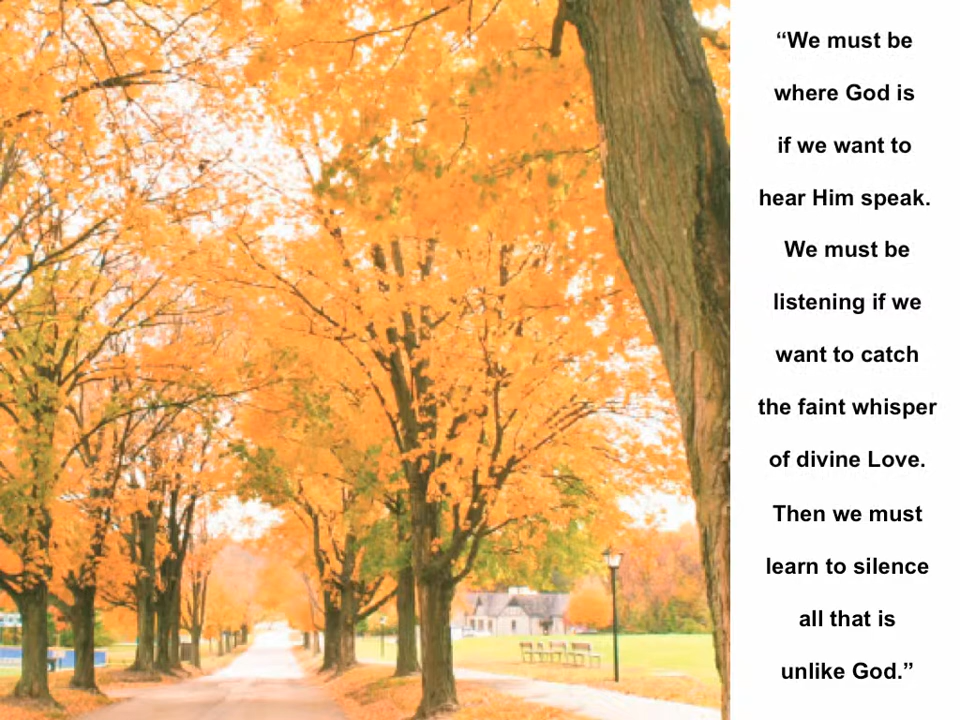 “We must be
where God is
if we want to
hear Him speak.
We must be
listening if we
want to catch
the faint whisper
of divine Love.
Then we must
learn to silence
all that is
unlike God.”